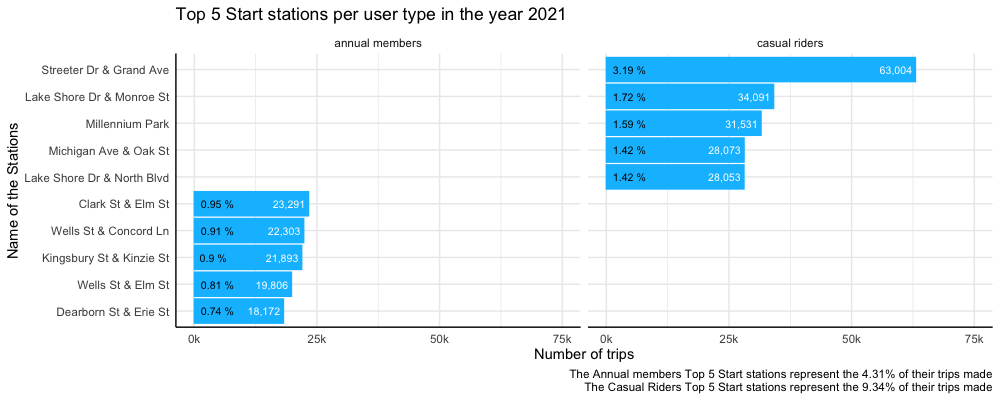 Top 5 Start stations per user type in the year 2021
annual members
casual riders
Name of the Stations
Streeter Dr & Grand Ave
3.19 %
63,004
Lake Shore Dr & Monroe St
1.72 %
34,091
Millennium Park
1.59 %
31,531
Michigan Ave & Oak St
1.42 %
28,073
Lake Shore Dr & North Blvd
1.42 %
28,053
Clark St & Elm St
0.95 %
23,291
Wells St & Concord Ln
0.91 %
22,303
Kingsbury St & Kinzie St
0.9 %
21,893
Wells St & Elm St
0.81 %
19,806
Dearborn St & Erie St
0.74 %
18,172
0k
25k
50k
75k
0k
25k
50k
75k
Number of trips
The Annual members Top 5 Start stations represent the 4.31% of their trips made
The Casual Riders Top 5 Start stations represent the 9.34% of their trips made